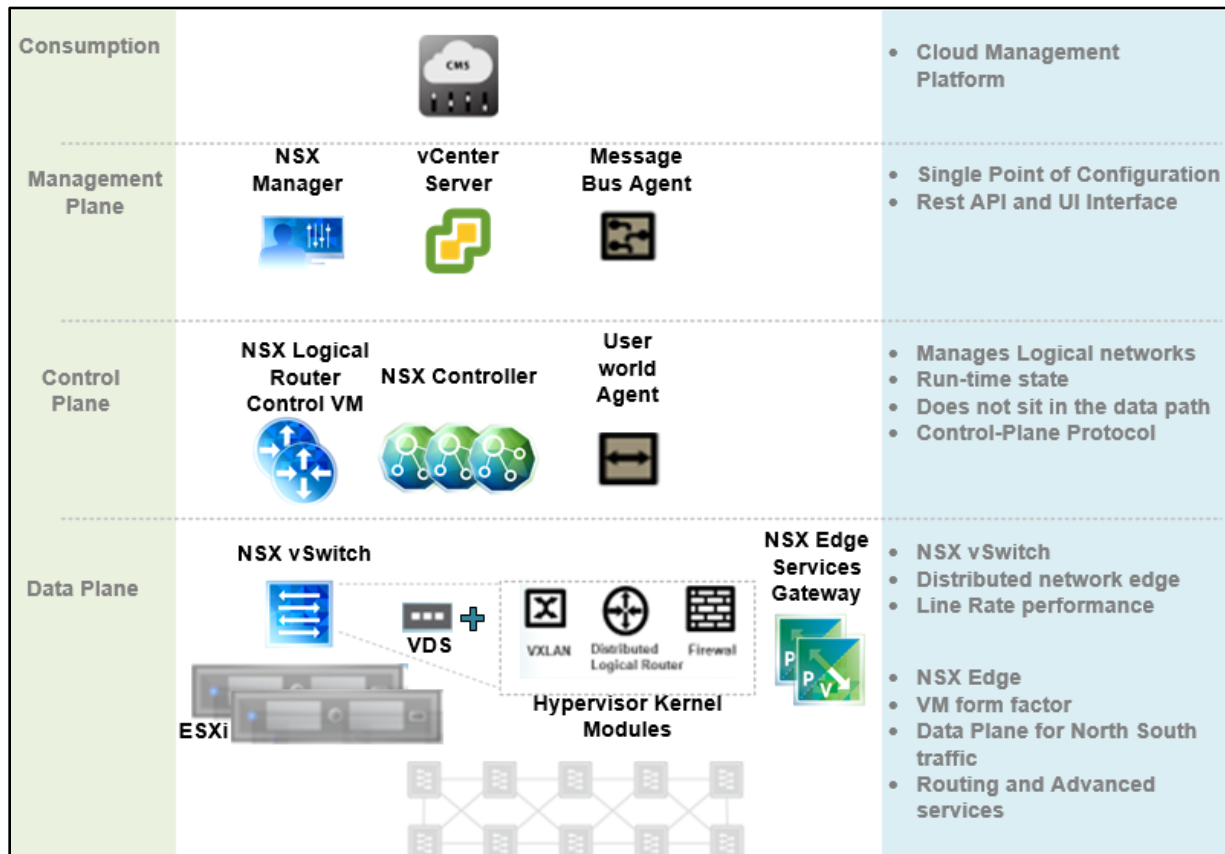 Consumption
CMS
• Cloud Management
Platform
Management
Plane
NSX
Manager
vCenter
Server
Message
Bus Agent
• Single Point of Configuration
• Rest API and UI Interface
Control
Plane
NSX Logical
Router
Control VM
NSX Controller
User
world
Agent
• Manages Logical networks
• Run-time state
• Does not sit in the data path
• Control-Plane Protocol
Data Plane
NSX vSwitch
ESXi
VDS
VXLAN
Distributed
Logical Router
Firewal
Hypervisor Kernel
Modules
NSX Edge
Services
Gateway
P
P
V
• NSX vSwitch
• Distributed network edge
• Line Rate performance
• NSX Edge
• VM form factor
• Data Plane for North South
traffic
• Routing and Advanced
services